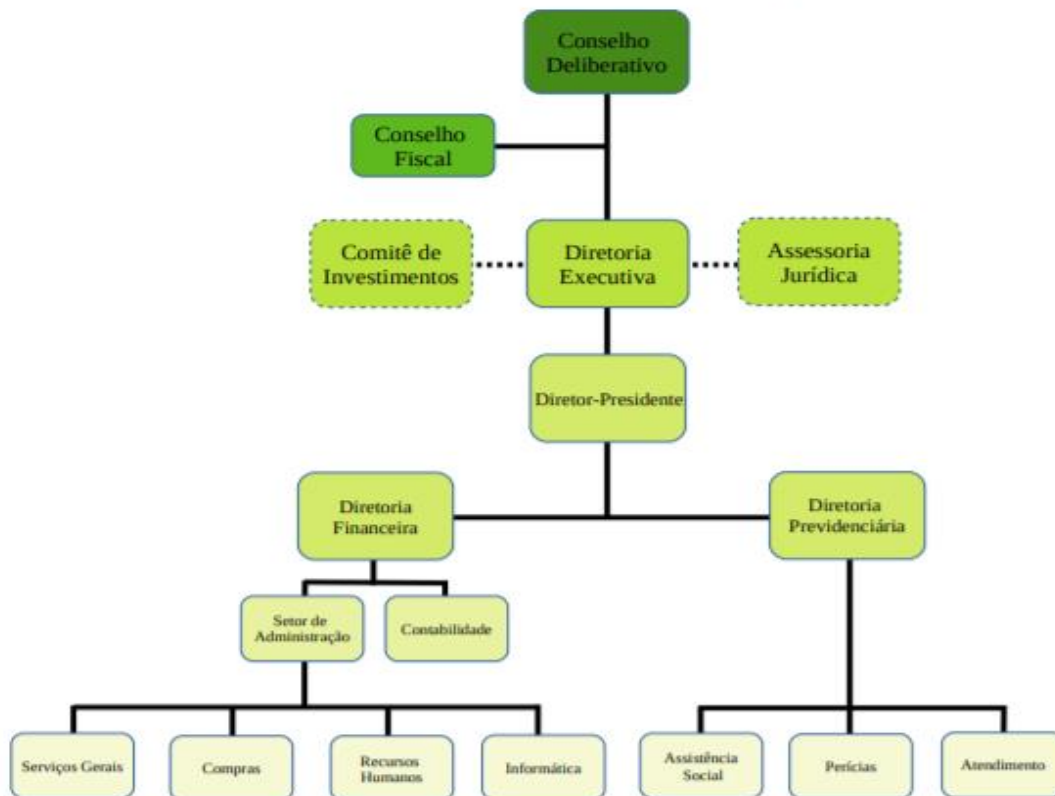 Conselho
Deliberativo
Conselho
Fiscal
Comitê de
Investimentos
Diretoria
Executiva
Assessoria
Jurídica
Diretor-Presidente
Diretoria
Financeira
Diretoria
Previdenciária
Setor de
Administração
Contabilidade
Serviços Gerais
Compras
Recursos
Humanos
Informática
Assistência
Social
Perícias
Atendimento